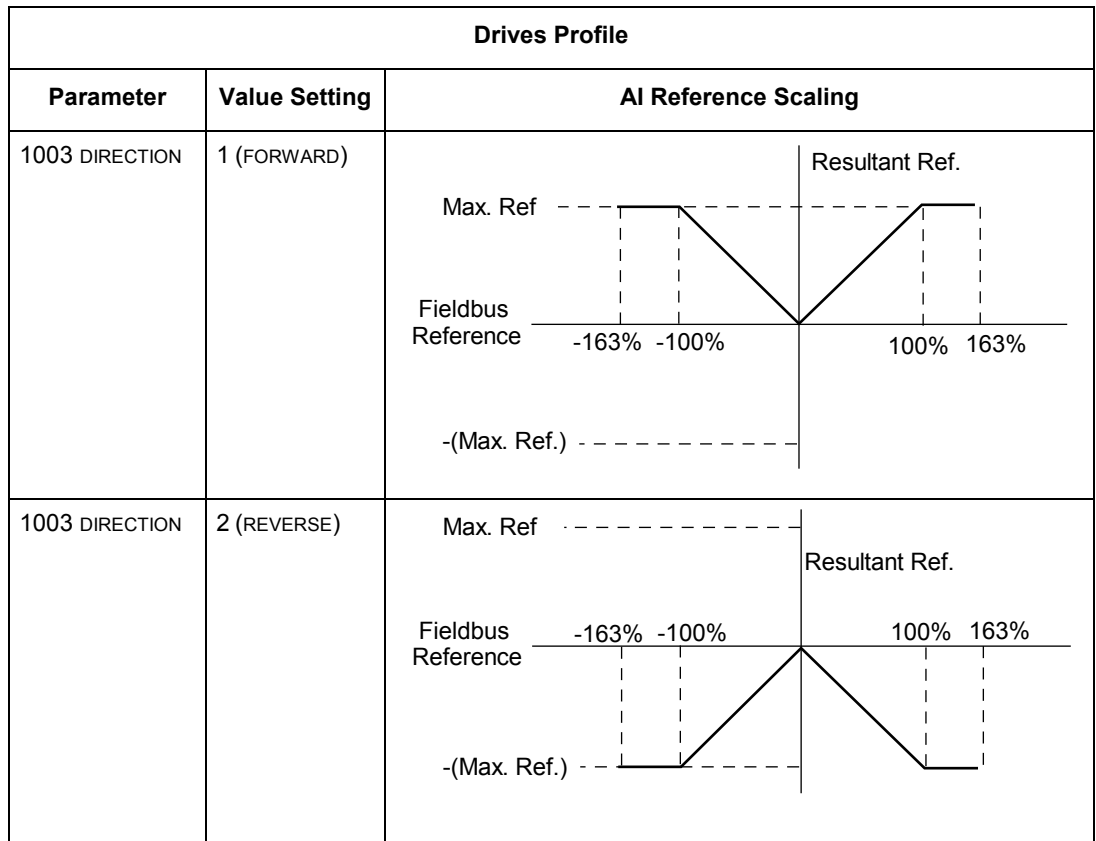 Drives Profile
Parameter
Value Setting
AI Reference Scaling
1003 DIRECTION
1 (FORWARD)
Resultant Ref.
Max. Ref
Fieldbus
Reference
-163% -100%
100% 163%
-(Max. Ref.)
1003 DIRECTION
2 (REVERSE)
Max. Ref
Resultant Ref.
Fieldbus
Reference
-163% -100%
100% 163%
-(Max. Ref.)